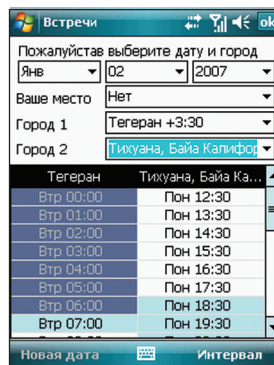 Встречи ok
Пожалуйстав выберите дату и город
Янв 02 2007
Ваше место Нет
Город 1 Тегеран +3:30
Город 2 Тихуана, Байа Калифор
Тегеран Тихуана, Байа Ка...
Втр 00:00 Пон 12:30
Втр 01:00 Пон 13:30
Втр 02:00 Пон 14:30
Втр 03:00 Пон 15:30
Втр 04:00 Пон 16:30
Втр 05:00 Пон 17:30
Втр 06:00 Пон 18:30
Втр 07:00 Пон 19:30
Новая дата Интервал